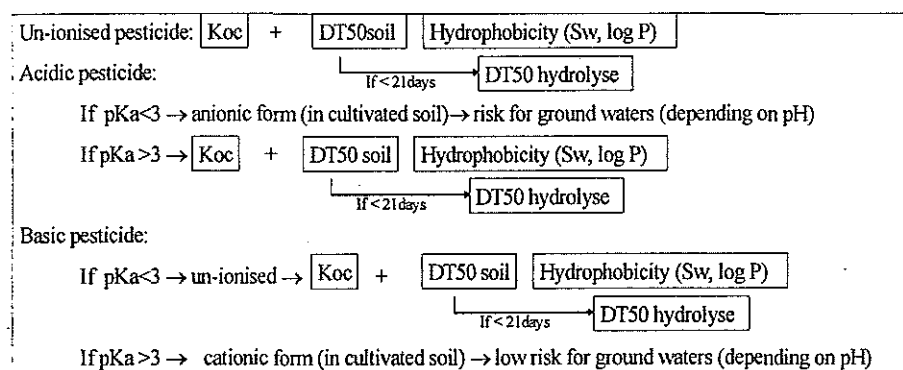 Un-ionised pesticide: Koc + DT50soil Hydrophobicity (Sw, log P)
If <21days DT50 hydrolyse
Acidic pesticide:
If pKa<3 → anionic form (in cultivated soil)→ risk for ground waters (depending on pH)
If pKa >3 → Koc + DT50 soil Hydrophobicity (Sw, log P)
If <21days DT50 hydrolyse
Basic pesticide:
If pKa<3 → un-ionised → Koc + DT50 soil Hydrophobicity (Sw, log P)
If <21days DT50 hydrolyse
If pKa >3 → cationic form (in cultivated soil) → low risk for ground waters (depending on pH)